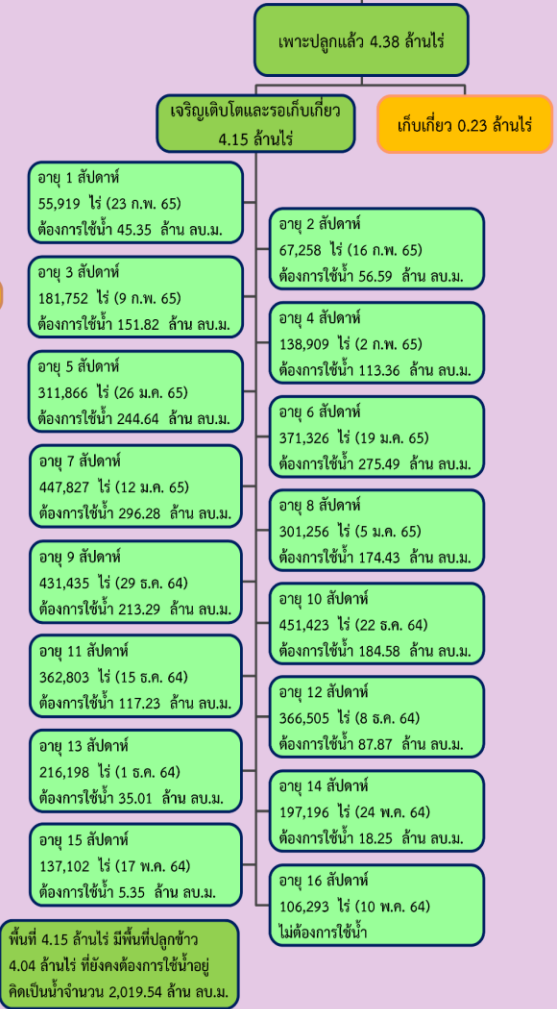 เพาะปลูกแล้ว 4.38 ล้านไร่
เจริญเติบโตและรอเก็บเกี่ยว
4.15 ล้านไร่
เก็บเกี่ยว 0.23 ล้านไร่
อายุ 1 สัปดาห์
55,919 ไร่ (23 ก.พ. 65)
ต้องการใช้น้ำ 45.35 ล้าน ลบ.ม.
อายุ 2 สัปดาห์
67,258 ไร่ (16 ก.พ. 65)
ต้องการใช้น้ำ 56.59 ล้าน ลบ.ม.
อายุ 3 สัปดาห์
181,752 ไร่ (9 ก.พ. 65)
ต้องการใช้น้ำ 151.82 ล้าน ลบ.ม.
อายุ 4 สัปดาห์
138,909 ไร่ (2 ก.พ. 65)
ต้องการใช้น้ำ 113.36 ล้าน ลบ.ม.
อายุ 5 สัปดาห์
311,866 ไร่ (26 ม.ค. 65)
ต้องการใช้น้ำ 244.64 ล้าน ลบ.ม.
อายุ 6 สัปดาห์
371,326 ไร่ (19 ม.ค. 65)
ต้องการใช้น้ำ 275.49 ล้าน ลบ.ม.
อายุ 7 สัปดาห์
447,827 ไร่ (12 ม.ค. 65)
ต้องการใช้น้ำ 296.28 ล้าน ลบ.ม.
อายุ 8 สัปดาห์
301,256 ไร่ (5 ม.ค. 65)
ต้องการใช้น้ำ 174.43 ล้าน ลบ.ม.
อายุ 9 สัปดาห์
431,435 ไร่ (29 ธ.ค. 64)
ต้องการใช้น้ำ 213.29 ล้าน ลบ.ม.
อายุ 10 สัปดาห์
451,423 ไร่ (22 ธ.ค. 64)
ต้องการใช้น้ำ 184.58 ล้าน ลบ.ม.
อายุ 11 สัปดาห์
362,803 ไร่ (15 ธ.ค. 64)
ต้องการใช้น้ำ 117.23 ล้าน ลบ.ม.
อายุ 12 สัปดาห์
366,505 ไร่ (8 ธ.ค. 64)
ต้องการใช้น้ำ 87.87 ล้าน ลบ.ม.
อายุ 13 สัปดาห์
216,198 ไร่ (1 ธ.ค. 64)
ต้องการใช้น้ำ 35.01 ล้าน ลบ.ม.
อายุ 14 สัปดาห์
197,196 ไร่ (24 พ.ค. 64)
ต้องการใช้น้ำ 18.25 ล้าน ลบ.ม.
อายุ 15 สัปดาห์
137,102 ไร่ (17 พ.ค. 64)
ต้องการใช้น้ำ 5.35 ล้าน ลบ.ม.
อายุ 16 สัปดาห์
106,293 ไร่ (10 พ.ค. 64)
ไม่ต้องการใช้น้ำ
พื้นที่ 4.15 ล้านไร่ มีพื้นที่ปลูกข้าว
4.04 ล้านไร่ ที่ยังคงต้องการใช้น้ำอยู่
คิดเป็นน้ำจำนวน 2,019.54 ล้าน ลบ.ม.